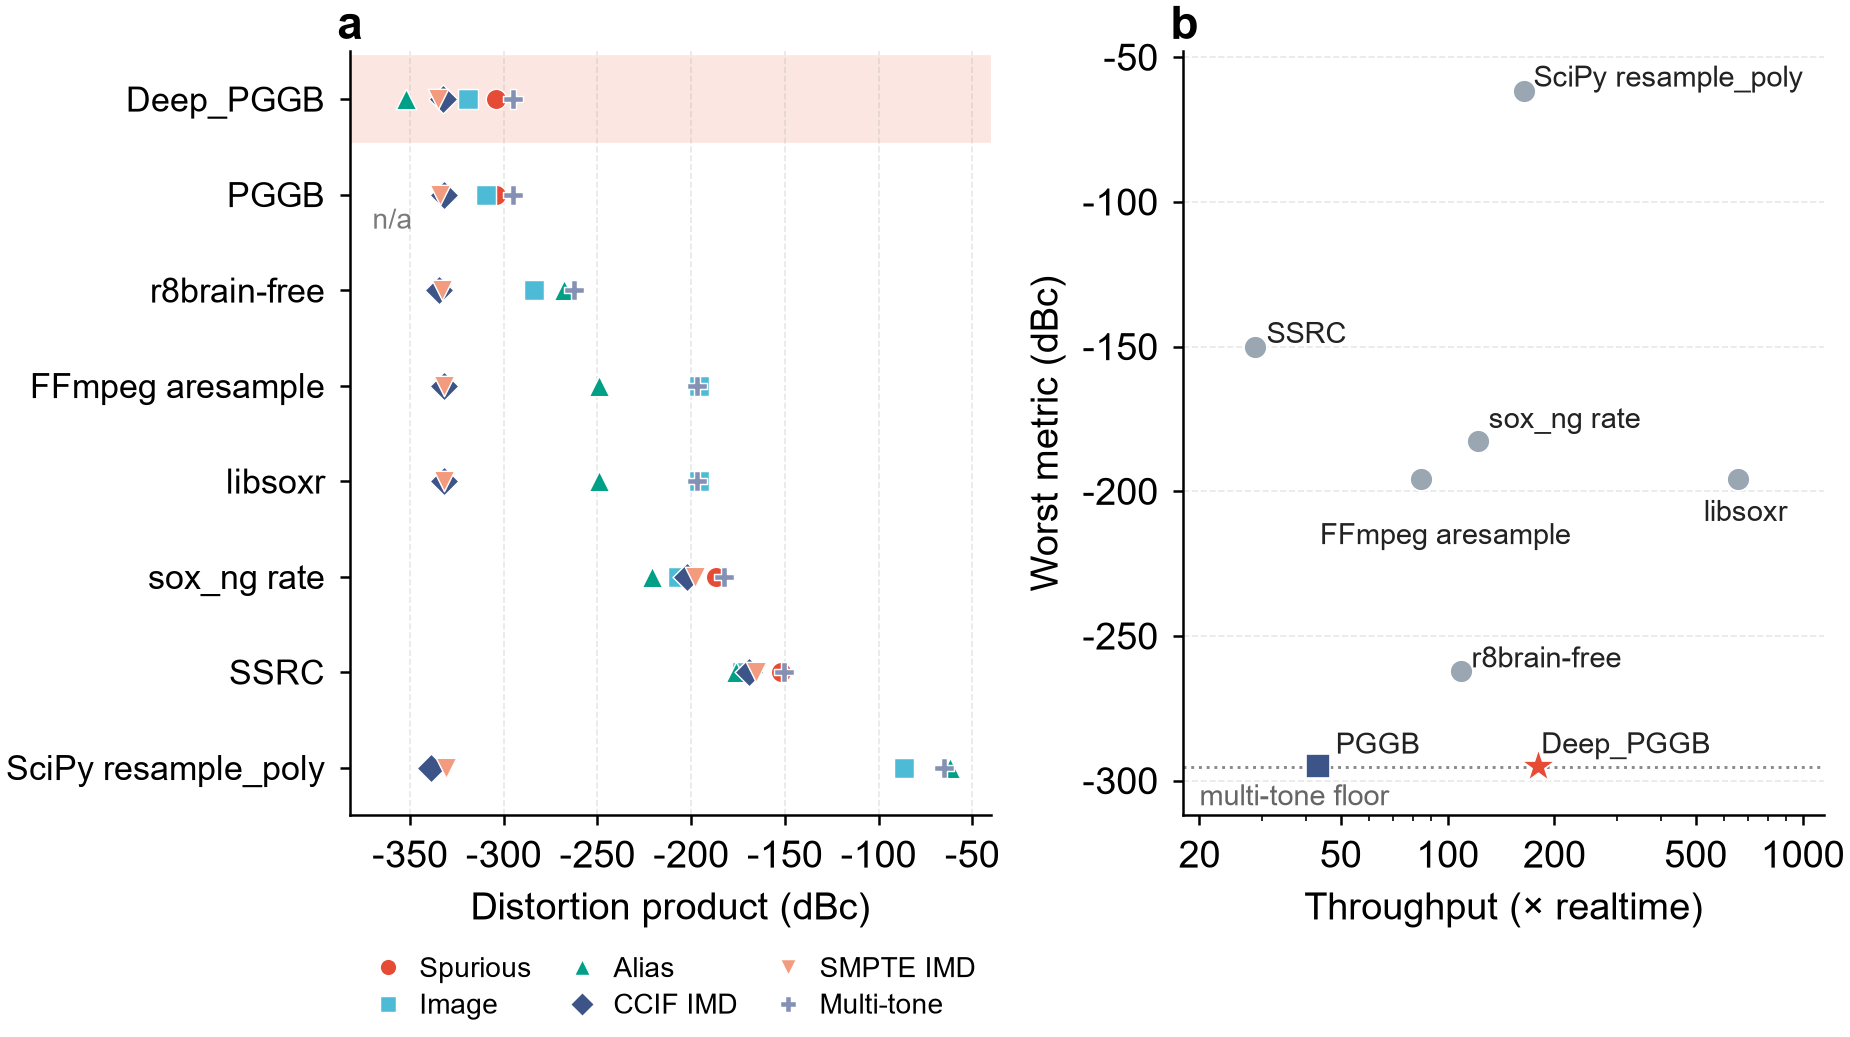 a
Deep_PGGB
PGGB
n/a
r8brain-free
FFmpeg aresample
libsoxr
sox_ng rate
SSRC
SciPy resample_poly
-350 -300 -250 -200 -150 -100 -50
Distortion product (dBc)
Spurious Alias SMPTE IMD
Image CCIF IMD Multi-tone
b
-50
-100
-150
-200
-250
-300
Worst metric (dBc)
SciPy resample_poly
SSRC
sox_ng rate
libsoxr
FFmpeg aresample
r8brain-free
PGGB Deep_PGGB
multi-tone floor
20 50 100 200 500 1000
Throughput (× realtime)